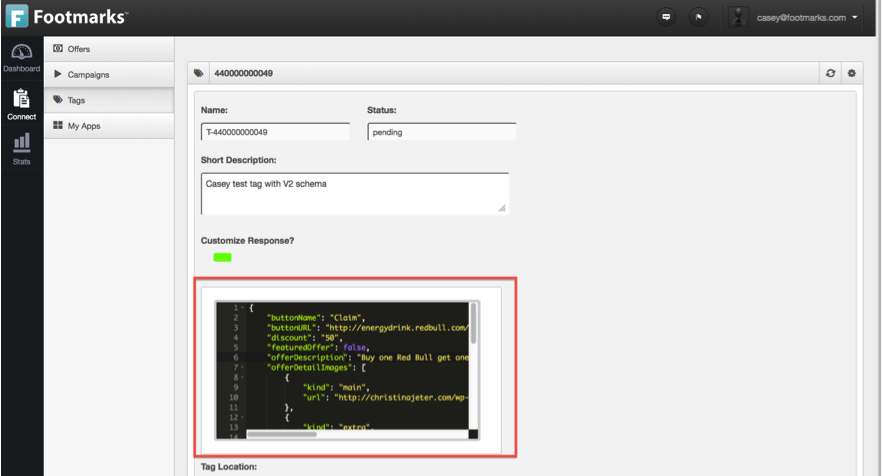 Footmarks™
casey@footmarks.com
Dashboard
Connect
Stats
Offers
Campaigns
Tags
My Apps
440000000049
Name:
Status:
T-440000000049
pending
Short Description:
Casey test tag with V2 schema
Customize Response?
1 {
2 "buttonName": "Claim",
3 "buttonURL": "http://energydrink.redbull.com/
4 "discount": "50",
5 "featuredOffer": false,
6 "offerDescription": "Buy one Red Bull get one
7 "offerDetailImages": [
8 {
9 "kind": "main",
10 "url": "http://christinajeter.com/wp-
11 },
12 {
13 "kind": "extra",
14
Tag Location: